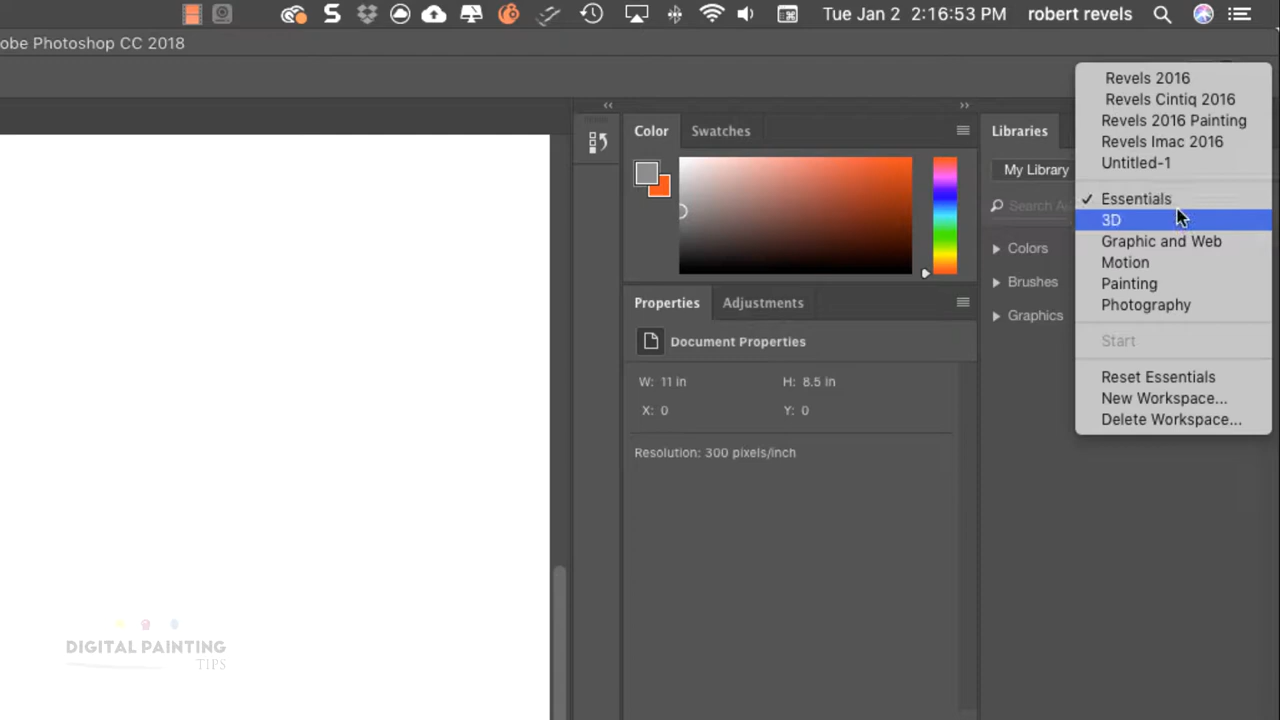 Tue Jan 2 2:16:53 PM robert revels
obe Photoshop CC 2018
Color Swatches
Properties Adjustments
Document Properties
W: 11 in H: 8.5 in
X: 0 Y: 0
Resolution: 300 pixels/inch
Libraries
My Library
Search A
Colors
Brushes
Graphics
Revels 2016
Revels Cintiq 2016
Revels 2016 Painting
Revels Imac 2016
Untitled-1
✓ Essentials
3D
Graphic and Web
Motion
Painting
Photography
Start
Reset Essentials
New Workspace...
Delete Workspace...
DIGITAL PAINTING
TIPS